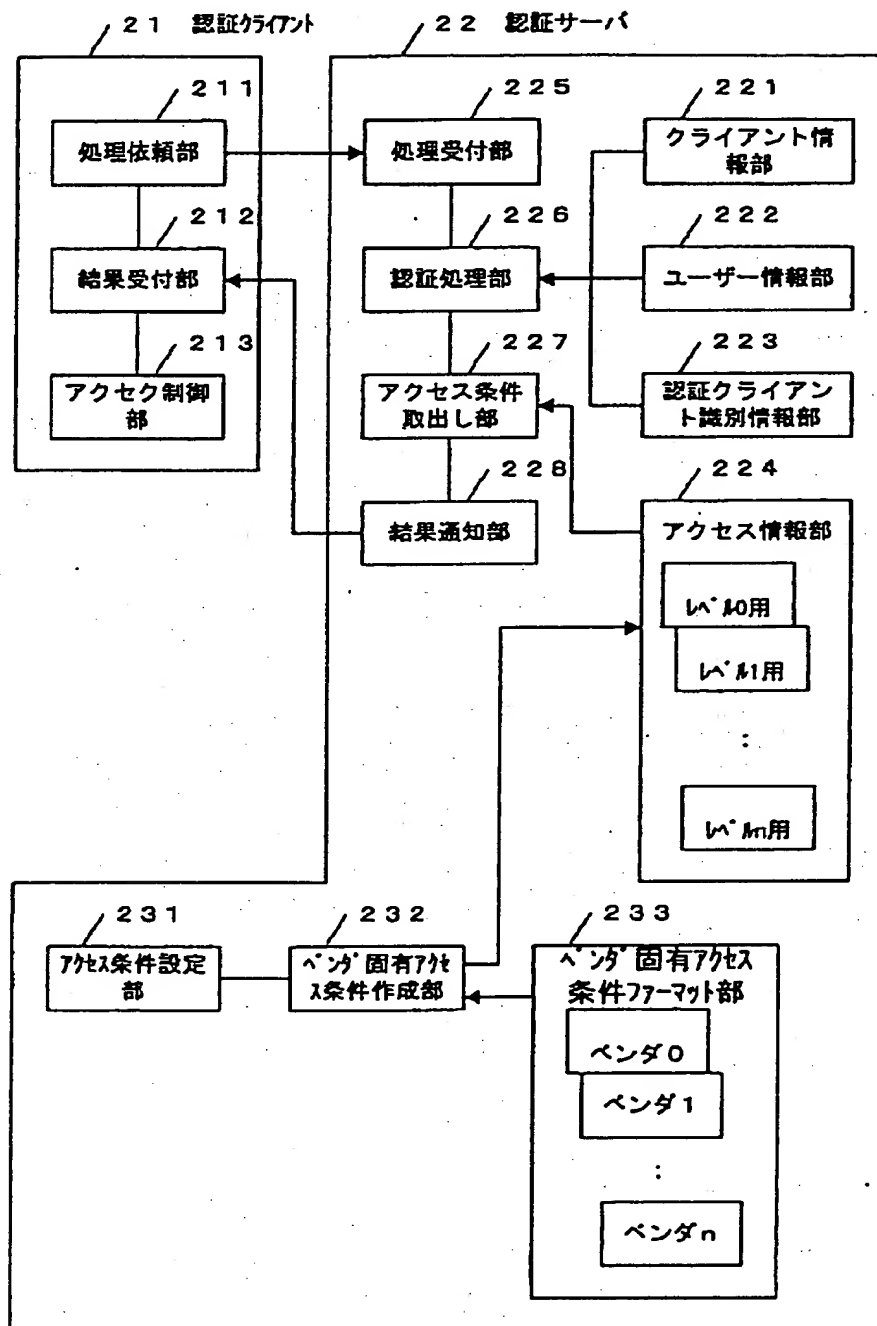 21 認証クライアント
22 認証サーバ
211
処理依頼部
212
結果受付部
213
アクセク制御
部
225
処理受付部
226
認証処理部
227
アクセス条件
取出し部
228
結果通知部
221
クライアント情
報部
222
ユーザー情報部
223
認証クライアン
ト識別情報部
224
アクセス情報部
レベル0用
レベル1用
:
レベルm用
231
アクセス条件設定
部
232
ベンダ固有アクセ
ス条件作成部
233
ベンダ固有アクセス
条件ファーマット部
ベンダ0
ベンダ1
:
ベンダn